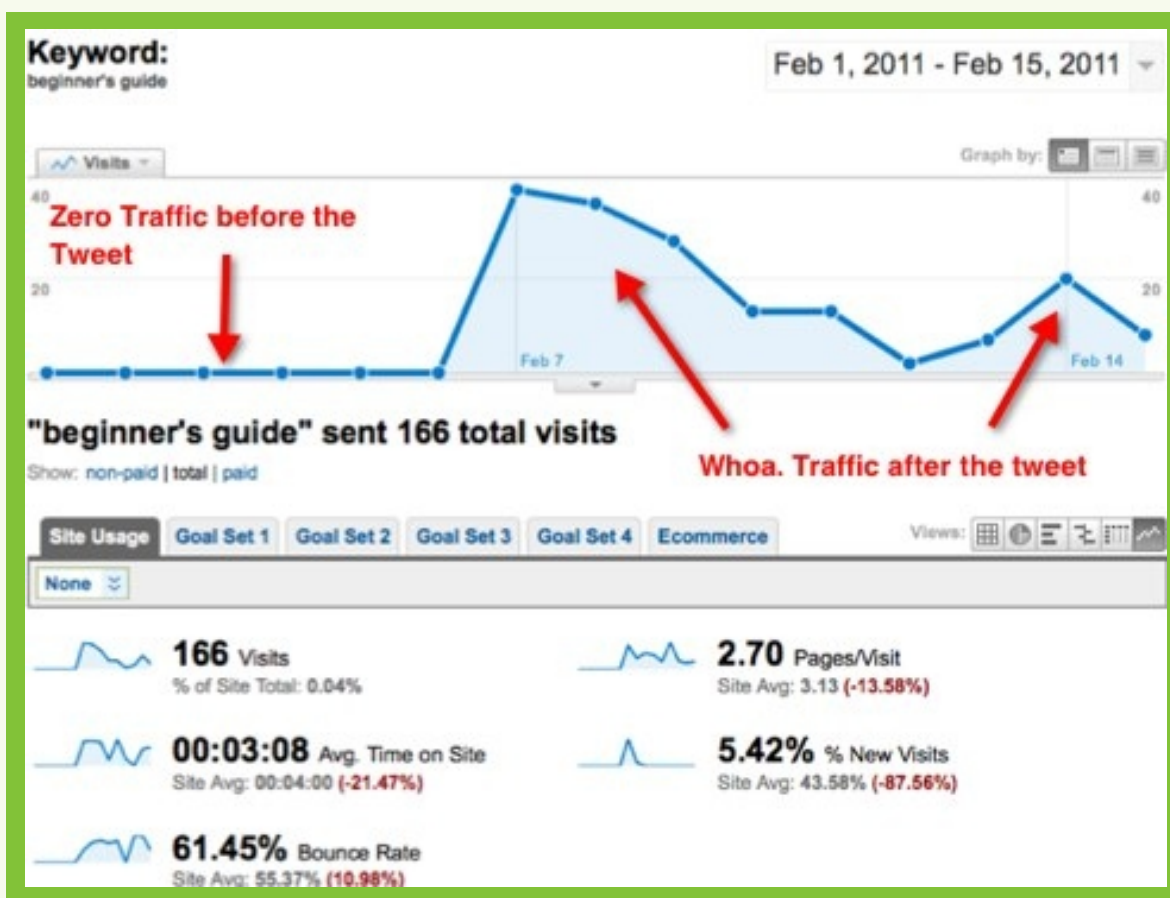 Keyword:
beginner's guide
Feb 1, 2011 - Feb 15, 2011
Visits
Graph by:
40
40
Zero Traffic before the
Tweet
20
20
Feb 7
Feb 14
"beginner's guide" sent 166 total visits
Whoa. Traffic after the tweet
Show: non-paid | total | paid
Site Usage Goal Set 1 Goal Set 2 Goal Set 3 Goal Set 4 Ecommerce
Views:
None
166 Visits
% of Site Total: 0.04%
2.70 Pages/Visit
Site Avg: 3.13 (-13.58%)
00:03:08 Avg. Time on Site
Site Avg: 00:04:00 (-21.47%)
5.42% % New Visits
Site Avg: 43.58% (-87.56%)
61.45% Bounce Rate
Site Avg: 55.37% (10.98%)